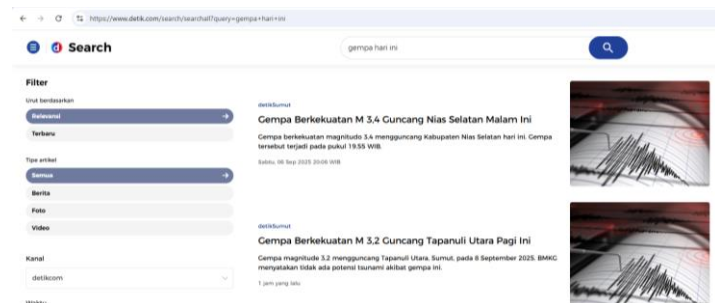 https://www.detik.com/search/searchall?query=gempa+hari+ini
Search
gempa hari ini
Filter
Urut berdasarkan
Relevansi
Terbaru
Tipe artikel
Semua
Berita
Foto
Video
Kanal
detikcom
Waktu
detikSumut
Gempa Berkekuatan M 3,4 Guncang Nias Selatan Malam Ini
Gempa berkekuatan magnitudo 3,4 mengguncang Kabupaten Nias Selatan hari ini. Gempa
tersebut terjadi pada pukul 19.55 WIB.
Sabtu, 06 Sep 2025 20:06 WIB
detikSumut
Gempa Berkekuatan M 3,2 Guncang Tapanuli Utara Pagi Ini
Gempa magnitude 3,2 mengguncang Tapanuli Utara, Sumut, pada 8 September 2025. BMKG
menyatakan tidak ada potensi tsunami akibat gempa ini.
1 jam yang lalu